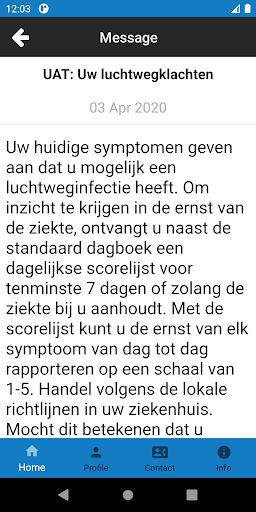 12:03
Message
UAT: Uw luchtwegklachten
03 Apr 2020
Uw huidige symptomen geven
aan dat u mogelijk een
luchtweginfectie heeft. Om
inzicht te krijgen in de ernst van
de ziekte, ontvangt u naast de
standaard dagboek een
dagelijkse scorelijst voor
tenminste 7 dagen of zolang de
ziekte bij u aanhoudt. Met de
scorelijst kunt u de ernst van elk
symptoom van dag tot dag
rapporteren op een schaal van
1-5. Handel volgens de lokale
richtlijnen in uw ziekenhuis.
Mocht dit betekenen dat u
Home Profile Contact Info